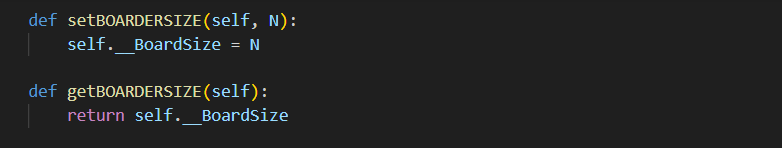 def setBOARDERSIZE(self, N):
    self.__BoardSize = N
def getBOARDERSIZE(self):
    return self.__BoardSize